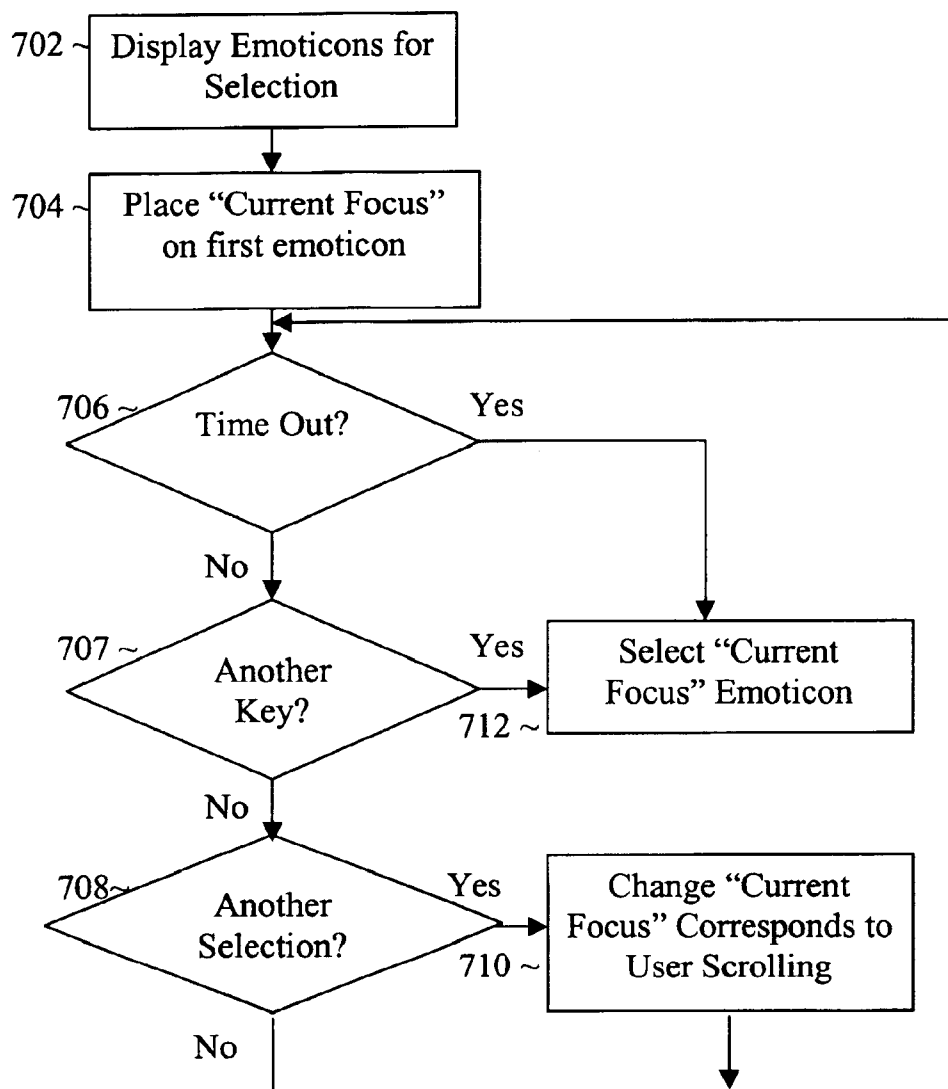 702 ~
Display Emoticons for
Selection
704 ~
Place “Current Focus”
on first emoticon
706 ~
Time Out?
Yes
No
707 ~
Another
Key?
Yes
712 ~
Select “Current
Focus” Emoticon
No
708~
Another
Selection?
Yes
710 ~
Change “Current
Focus” Corresponds to
User Scrolling
No